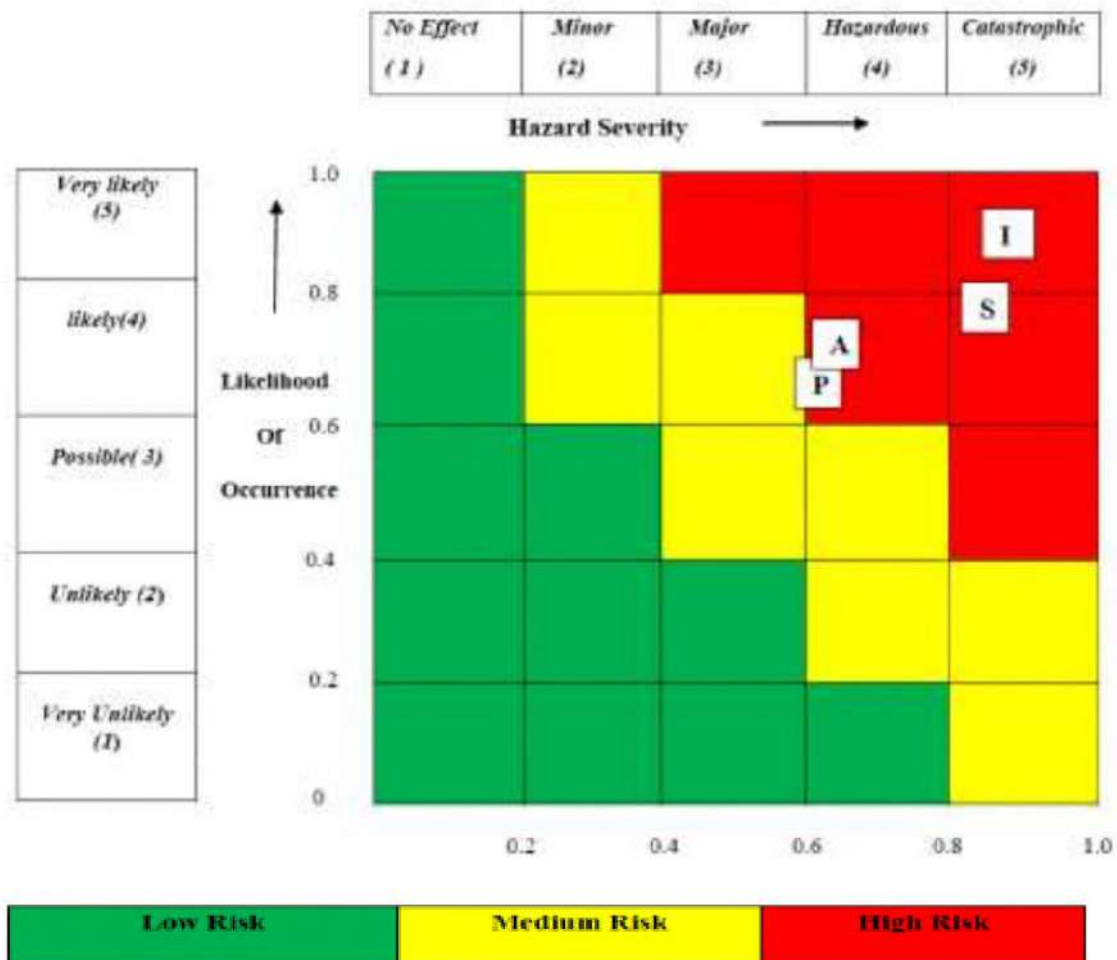 No Effect Minor Major Hazardous Catastrophic
(1) (2) (3) (4) (5)
Hazard Severity
Very likely
(5)
likely(4)
Possible( 3)
Unlikely (2)
Very Unlikely
(1)
Likelihood
Of
Occurrence
1.0
0.8
0.6
0.4
0.2
0
I
S
A
P
0.2 0.4 0.6 0.8 1.0
Low Risk Medium Risk High Risk